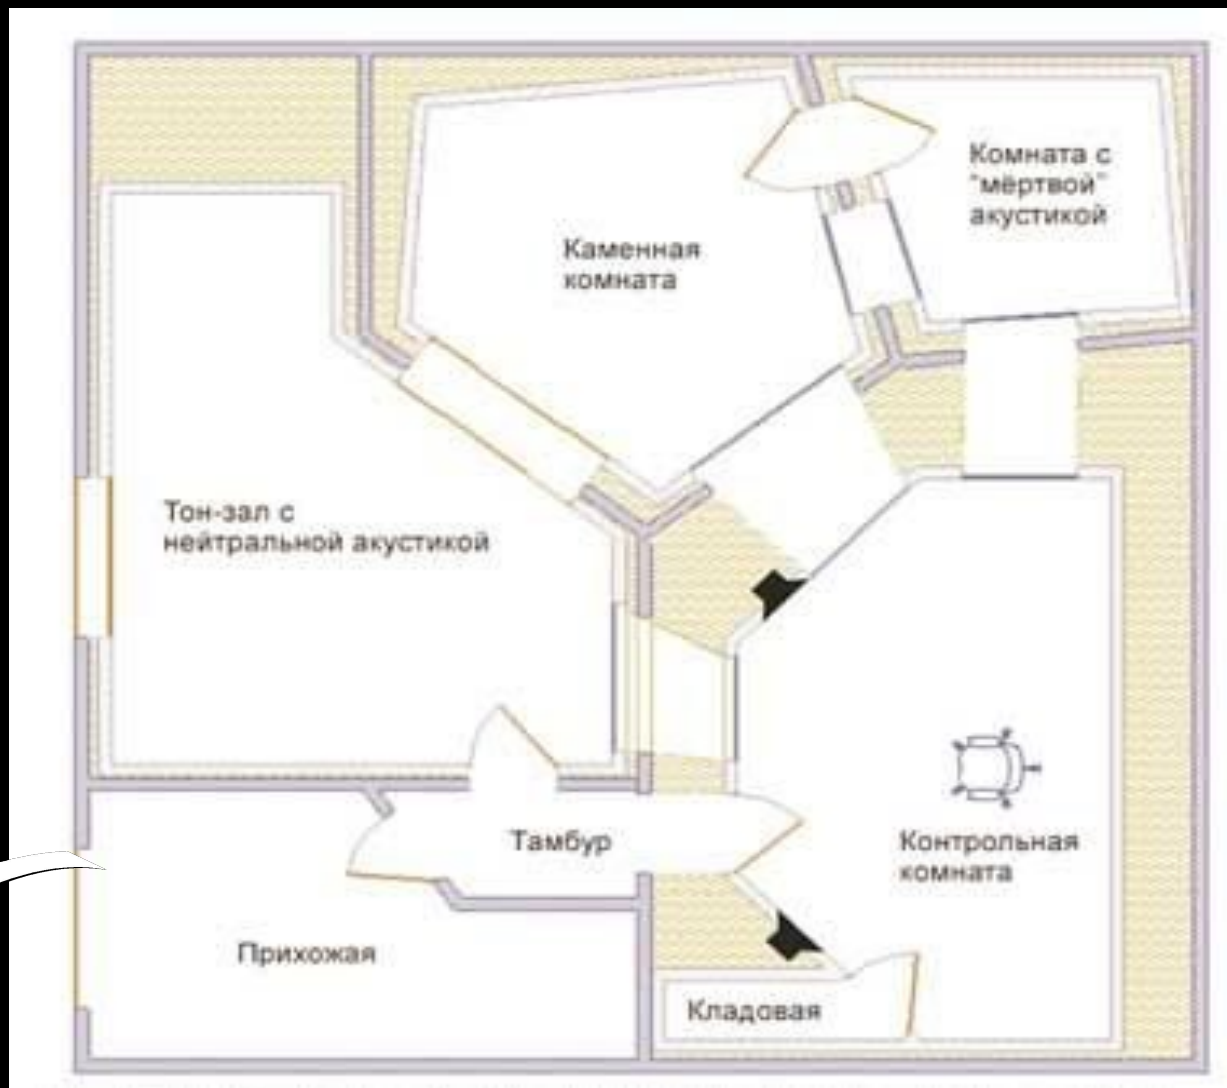 Комната с
"мёртвой"
акустикой
Каменная
комната
Тон-зал с
нейтральной акустикой
Тамбур
Контрольная
комната
Прихожая
Кладовая